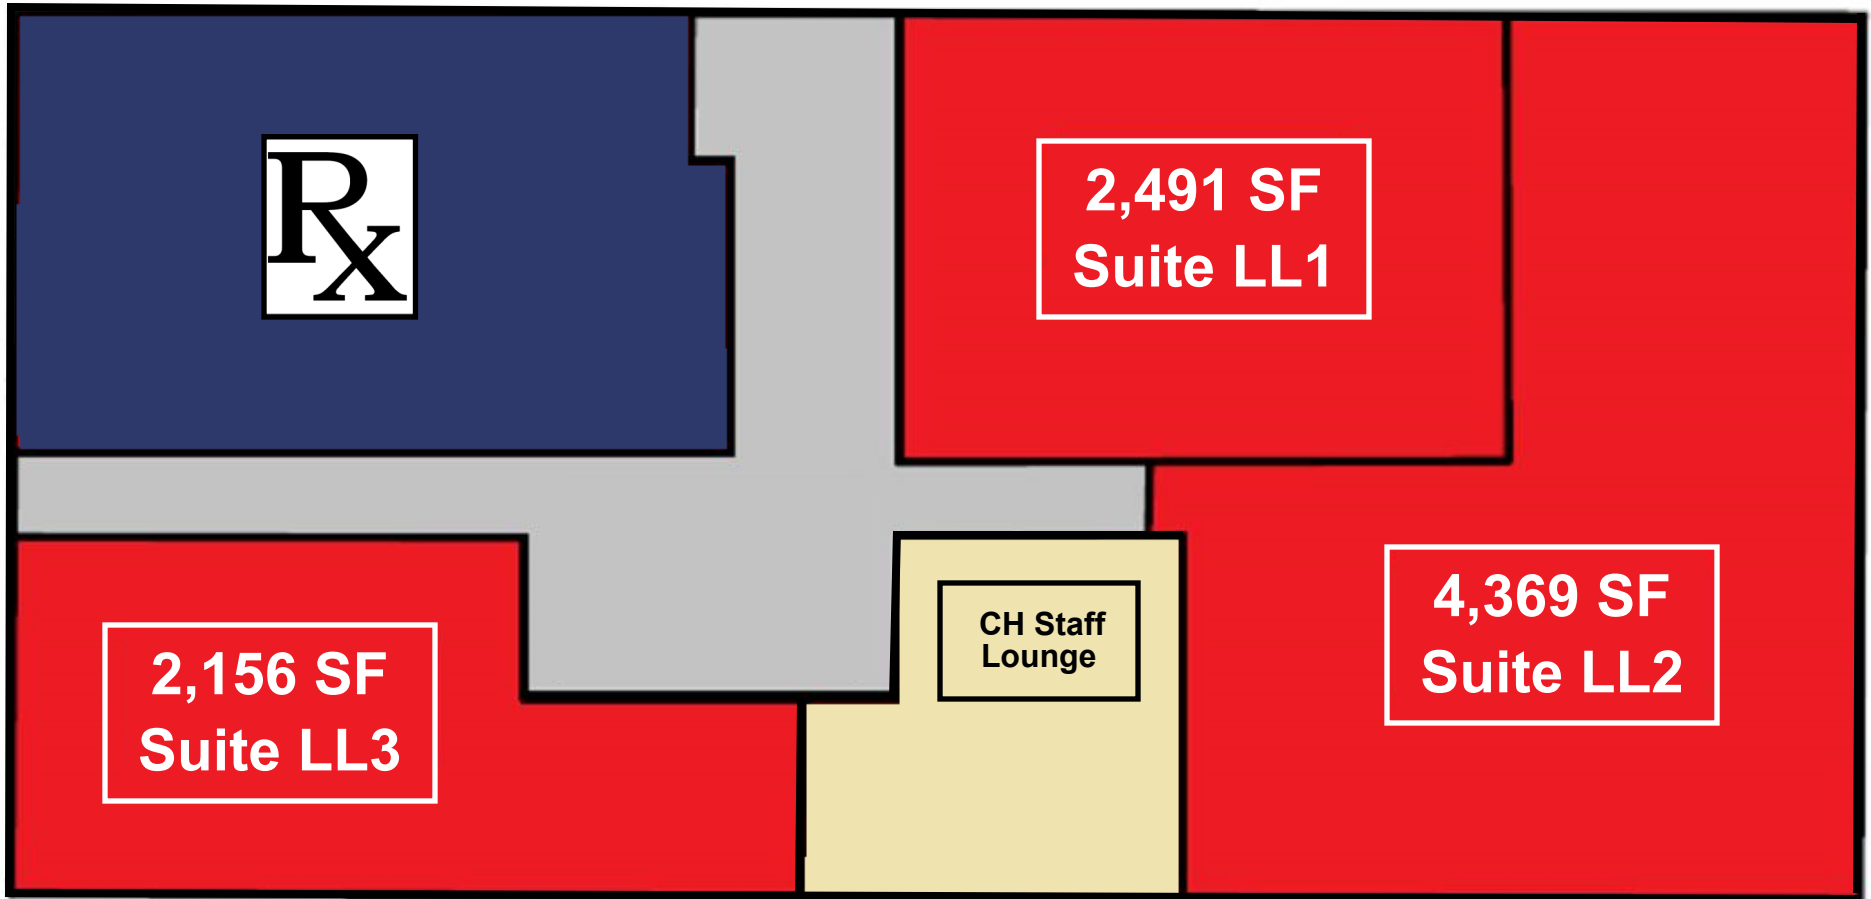 Rx
2,491 SF
Suite LL1
CH Staff
Lounge
4,369 SF
Suite LL2
2,156 SF
Suite LL3